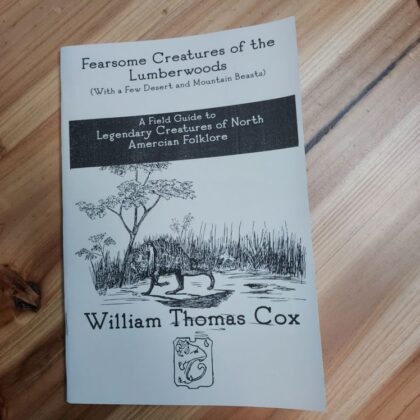 Fearsome Creatures of the
Lumberwoods
(With a Few Desert and Mountain Beasts)
A Field Guide to
Legendary Creatures of North
Amercian Folklore
William Thomas Cox